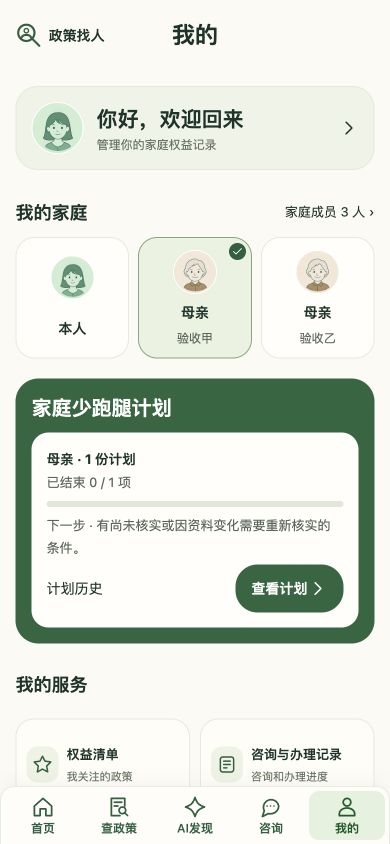 政策找人
我的
你好，欢迎回来
管理你的家庭权益记录
我的家庭
家庭成员 3 人 ›
本人
母亲
验收甲
母亲
验收乙
家庭少跑腿计划
母亲 · 1 份计划
已结束 0 / 1 项
下一步 · 有尚未核实或因资料变化需要重新核实的
条件。
计划历史
查看计划
我的服务
权益清单
我关注的政策
咨询与办理记录
咨询和办理进度
首页
查政策
AI发现
咨询
我的